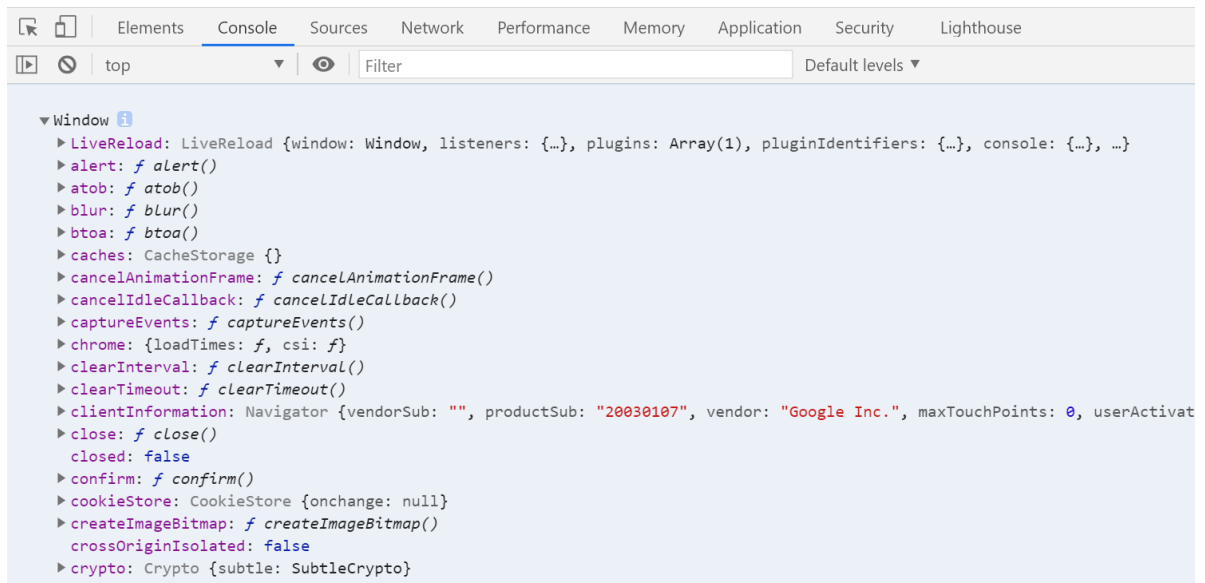 Elements Console Sources Network Performance Memory Application Security Lighthouse
top Filter Default levels
Window i
LiveReload: LiveReload {window: Window, listeners: {…}, plugins: Array(1), pluginIdentifiers: {…}, console: {…}, …}
alert: ƒ alert()
atob: ƒ atob()
blur: ƒ blur()
btoa: ƒ btoa()
caches: CacheStorage {}
cancelAnimationFrame: ƒ cancelAnimationFrame()
cancelIdleCallback: ƒ cancelIdleCallback()
captureEvents: ƒ captureEvents()
chrome: {loadTimes: ƒ, csi: ƒ}
clearInterval: ƒ clearInterval()
clearTimeout: ƒ clearTimeout()
clientInformation: Navigator {vendorSub: "", productSub: "20030107", vendor: "Google Inc.", maxTouchPoints: 0, userActivat
close: ƒ close()
closed: false
confirm: ƒ confirm()
cookieStore: CookieStore {onchange: null}
createImageBitmap: ƒ createImageBitmap()
crossOriginIsolated: false
crypto: Crypto {subtle: SubtleCrypto}